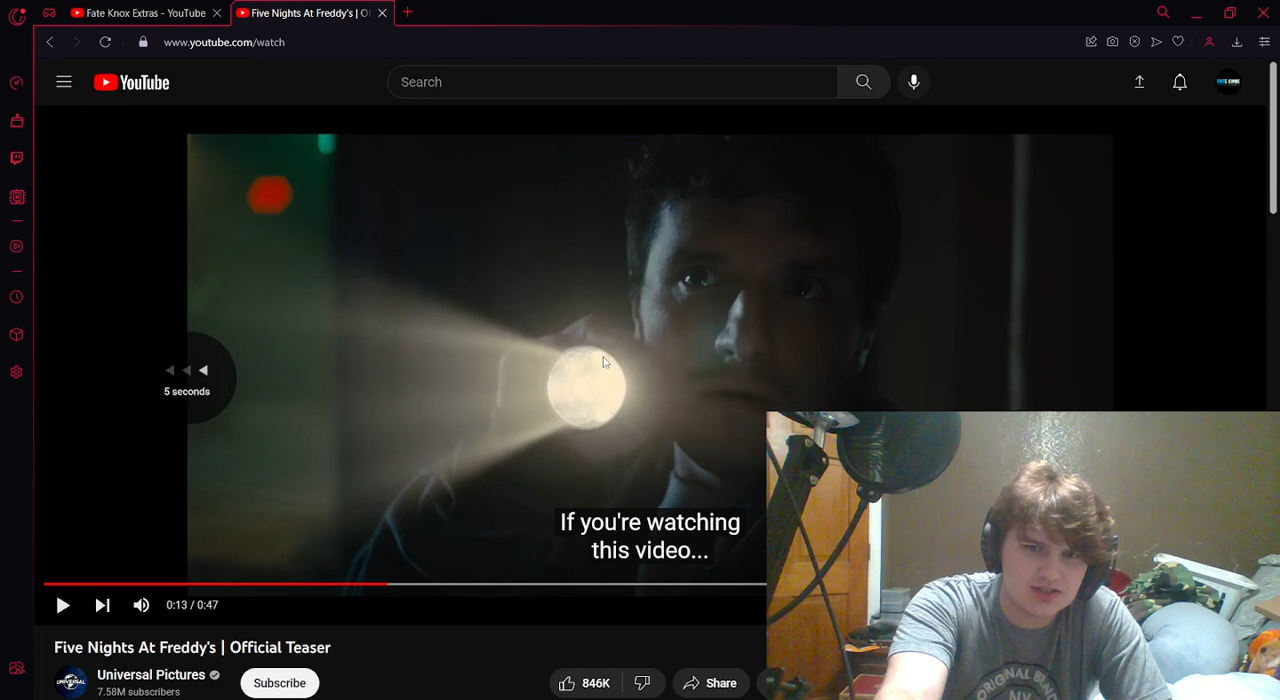 Fate Knox Extras - YouTube
Five Nights At Freddy's | O
www.youtube.com/watch
YouTube
Search
5 seconds
If you're watching
this video...
0:13 / 0:47
Five Nights At Freddy's | Official Teaser
Universal Pictures
7.58M subscribers
Subscribe
846K
Share
ORIGINAL